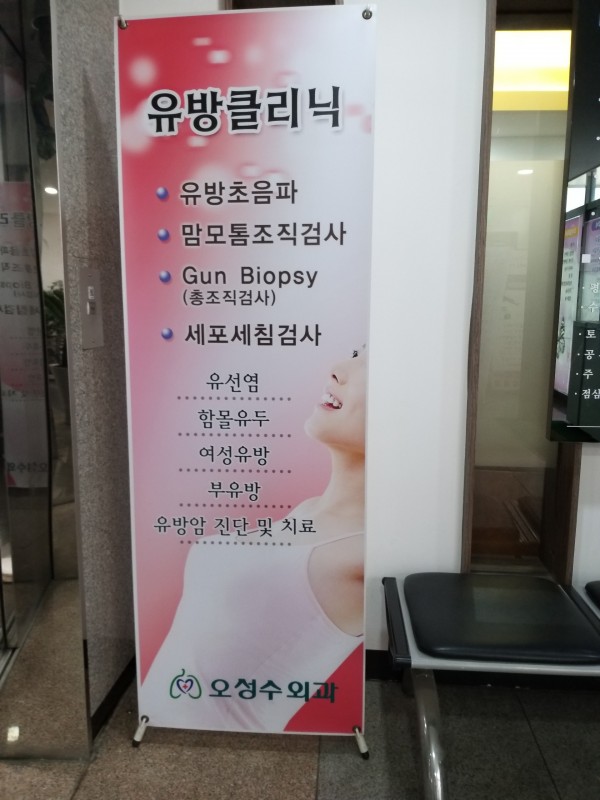 유방클리닉
유방초음파
맘모톰조직검사
Gun Biopsy
(총조직검사)
세포세침검사
유선염
함몰유두
여성유방
부유방
유방암 진단 및 치료
오성수외과